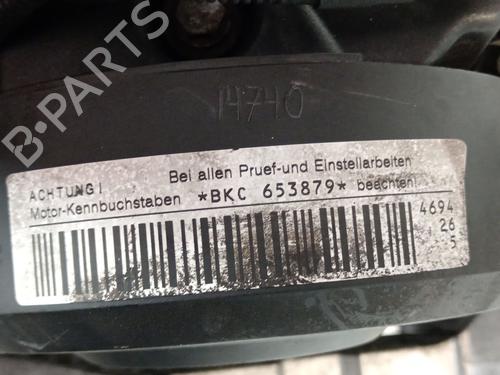 14740
ACHTUNG! Bei allen Pruef-und Einstellarbeiten
Motor-Kennbuchstaben *BKC 653879* beachten!
4694
26
5
B-PARTS